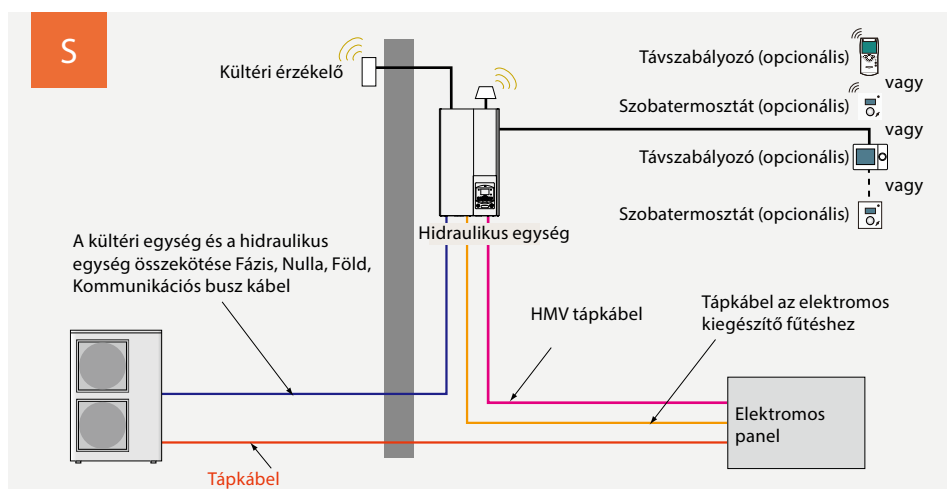 S
Kültéri érzékelő
Távszabályozó (opcionális)
vagy
Szobatermosztát (opcionális)
vagy
Távszabályozó (opcionális)
vagy
Szobatermosztát (opcionális)
Hidraulikus egység
A kültéri egység és a hidraulikus
egység összekötése Fázis, Nulla, Föld,
Kommunikációs busz kábel
HMV tápkábel
Tápkábel az elektromos
kiegészítő fűtéshez
Elektromos
panel
Tápkábel